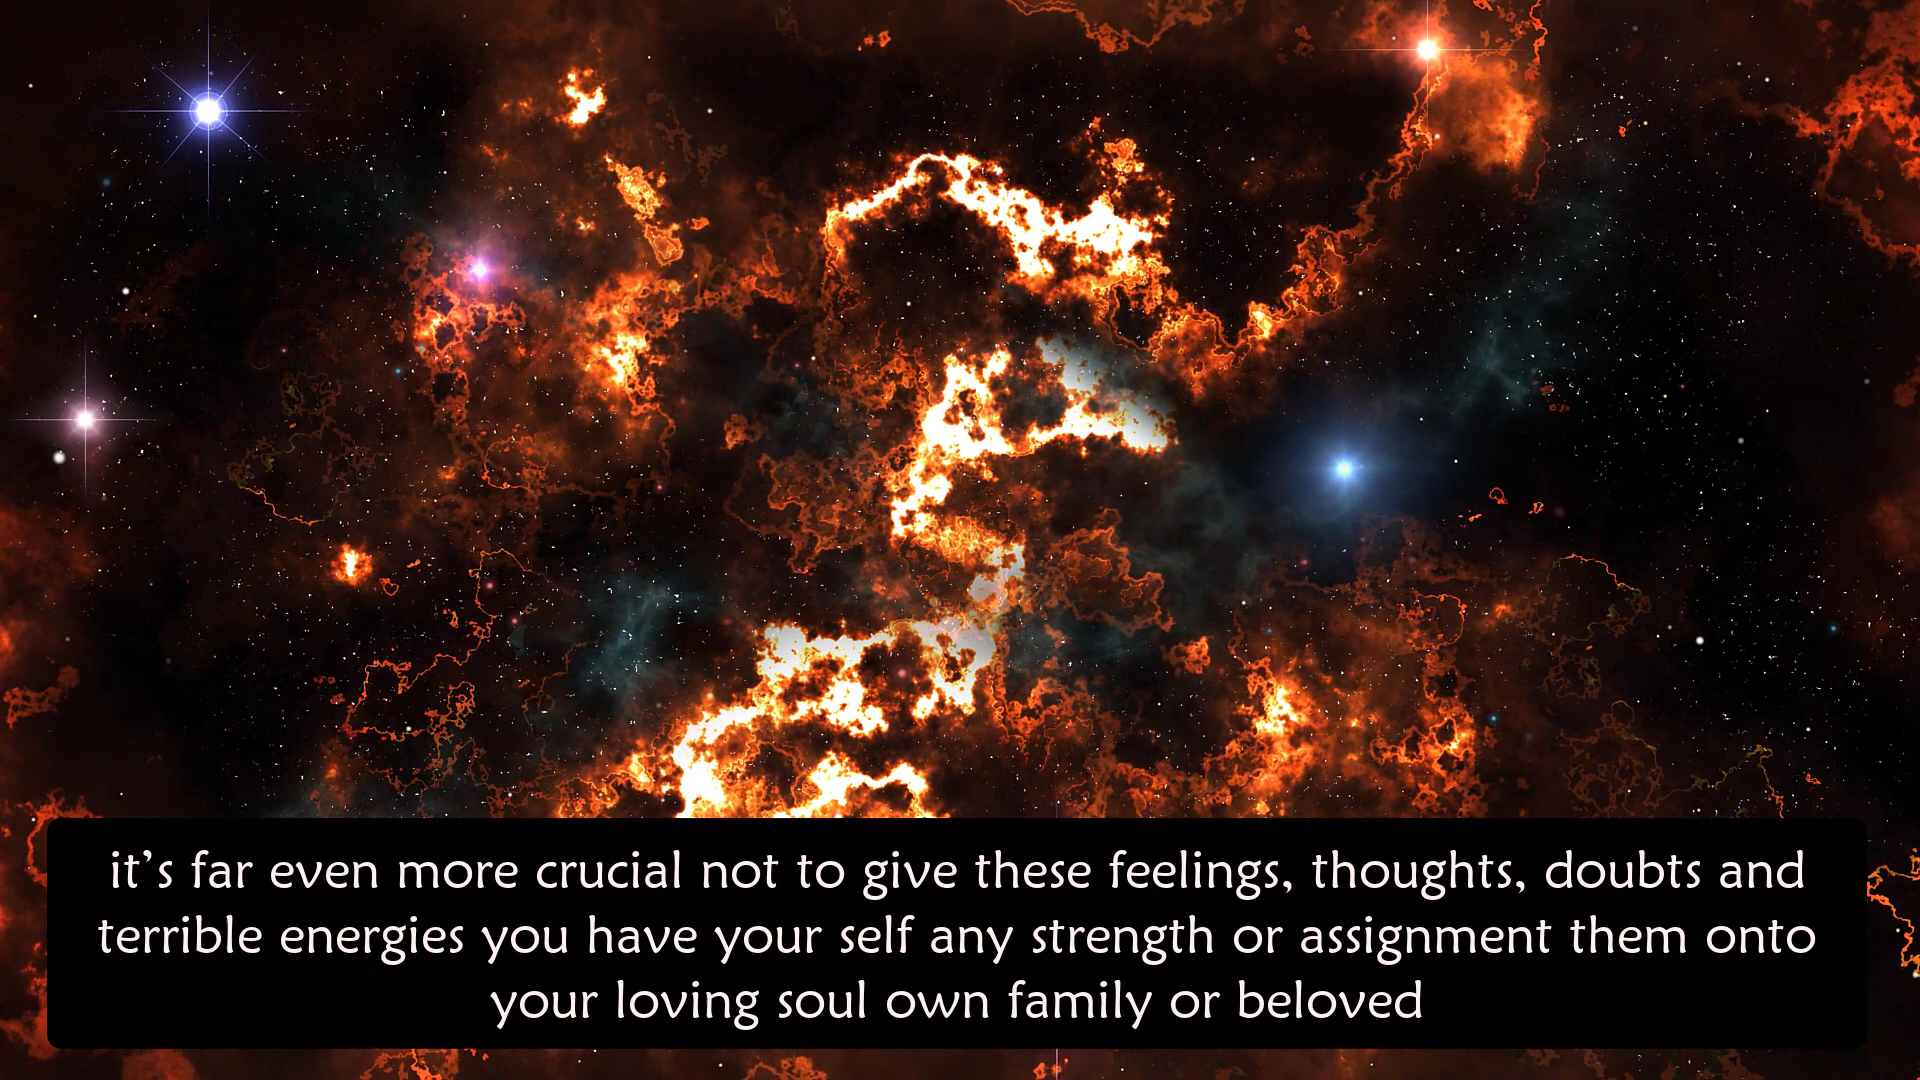 it's far even more crucial not to give these feelings, thoughts, doubts and
terrible energies you have your self any strength or assignment them onto
your loving soul own family or beloved